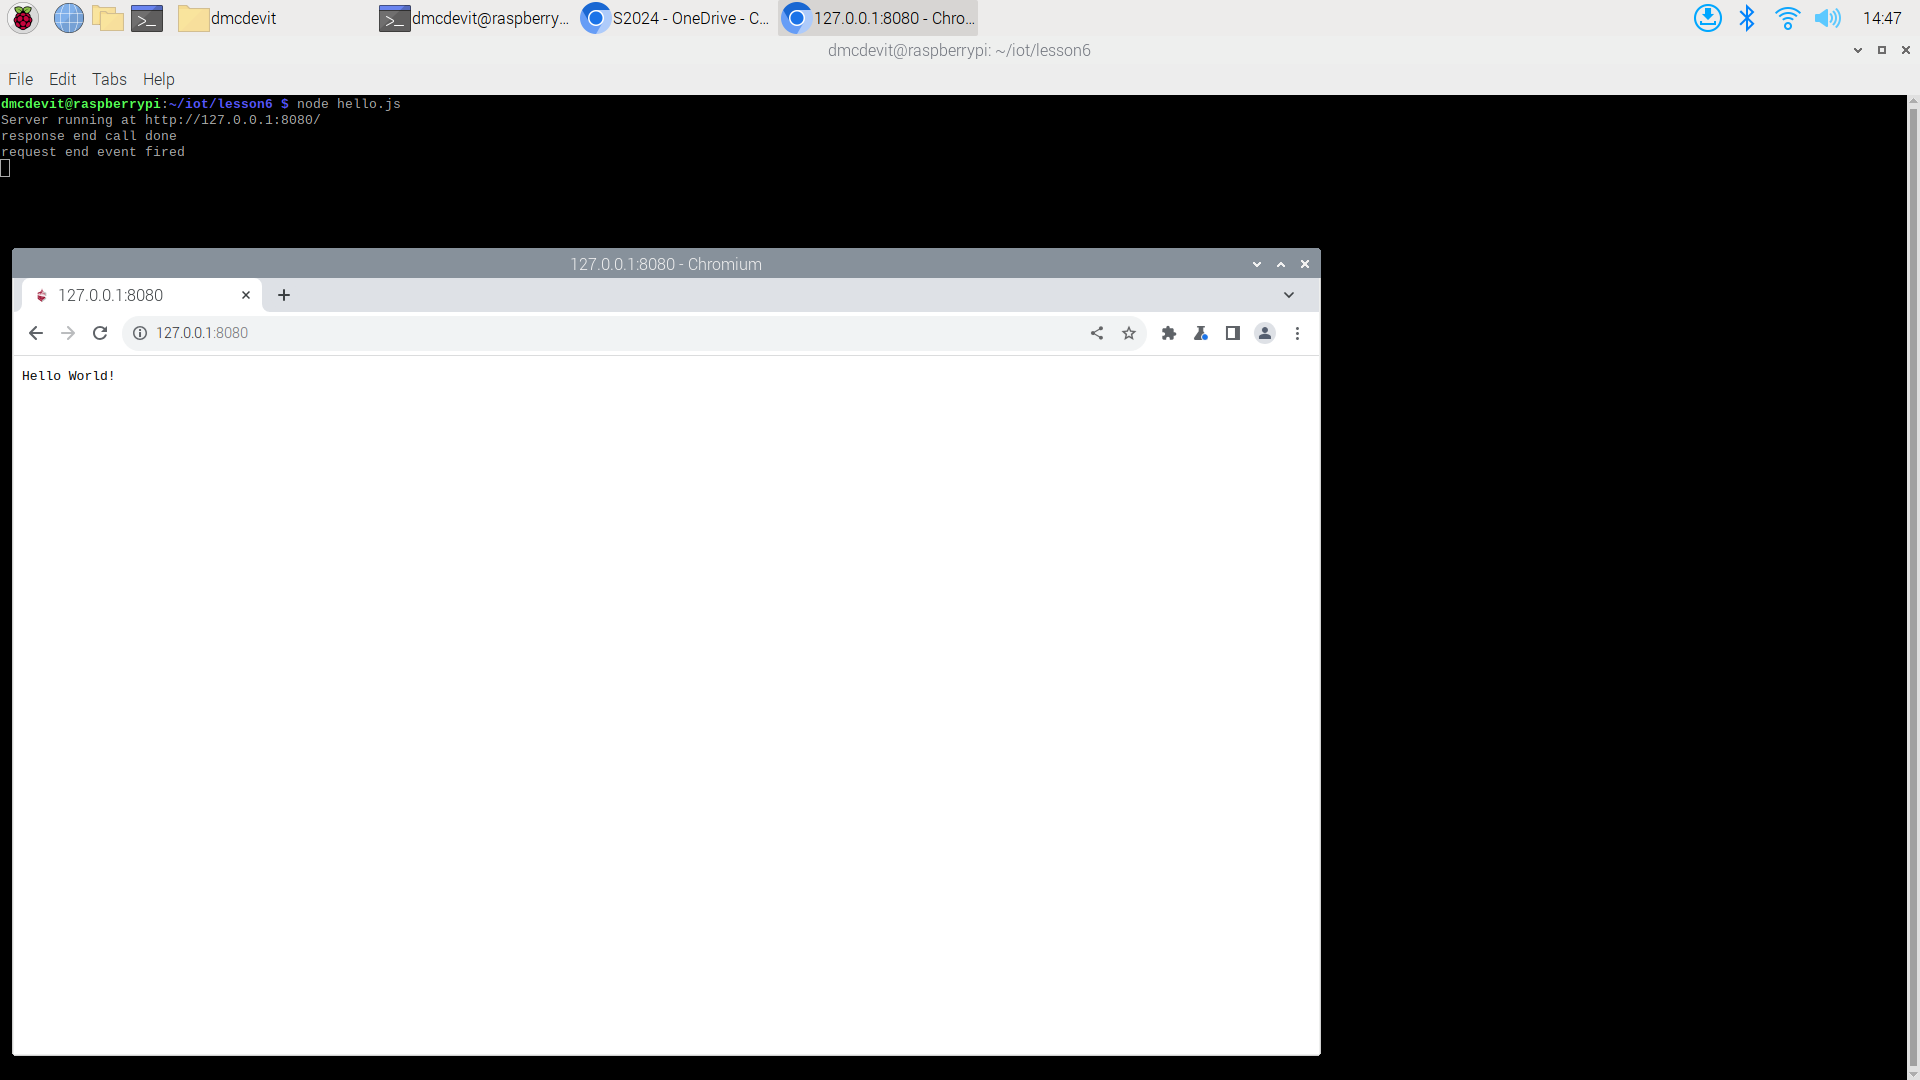 dmcdevit dmcdevit@raspberry... S2024 - OneDrive - C... 127.0.0.1:8080 - Chro... 14:47
dmcdevit@raspberrypi: ~/iot/lesson6
File Edit Tabs Help
dmcdevit@raspberrypi:~/iot/lesson6 $ node hello.js
Server running at http://127.0.0.1:8080/
response end call done
request end event fired
127.0.0.1:8080 - Chromium
127.0.0.1:8080
127.0.0.1:8080
Hello World!